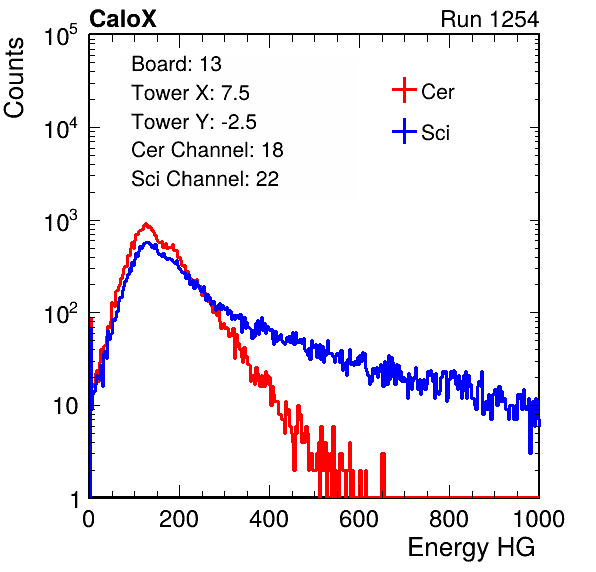 CaloX Run 1254
Counts
Board: 13
Tower X: 7.5
Tower Y: -2.5
Cer Channel: 18
Sci Channel: 22
Cer
Sci
10^5
10^4
10^3
10^2
10
1
0 200 400 600 800 1000
Energy HG